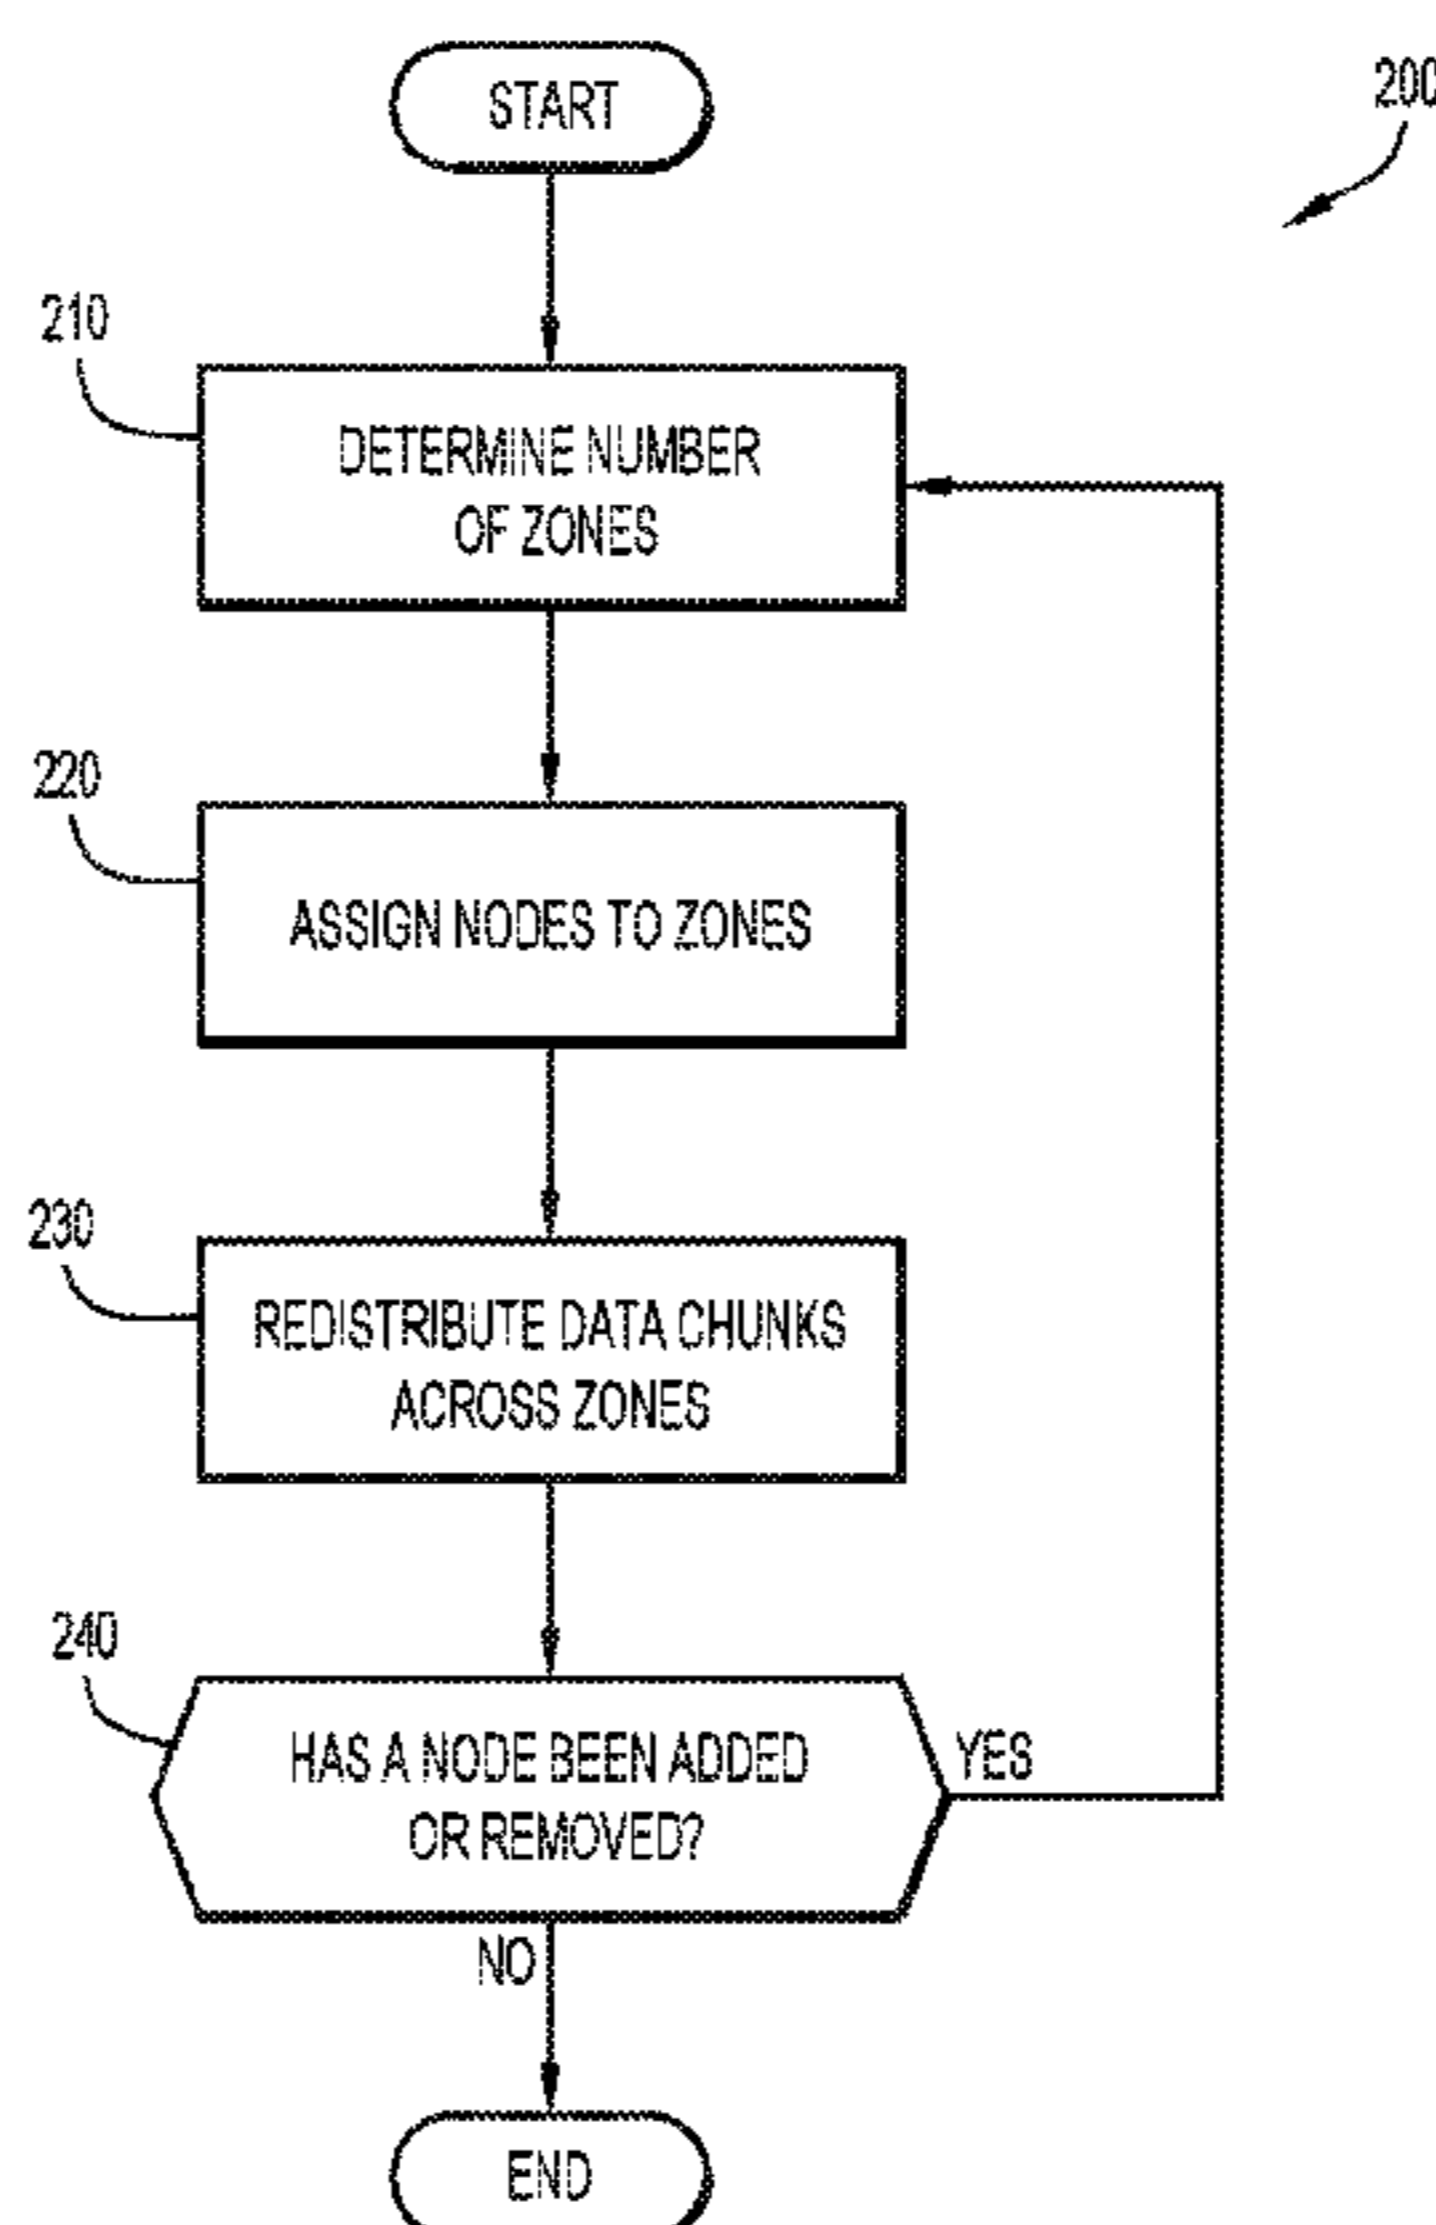 START
200
210
DETERMINE NUMBER
OF ZONES
220
ASSIGN NODES TO ZONES
230
REDISTRIBUTE DATA CHUNKS
ACROSS ZONES
240
HAS A NODE BEEN ADDED
OR REMOVED?
YES
NO
END